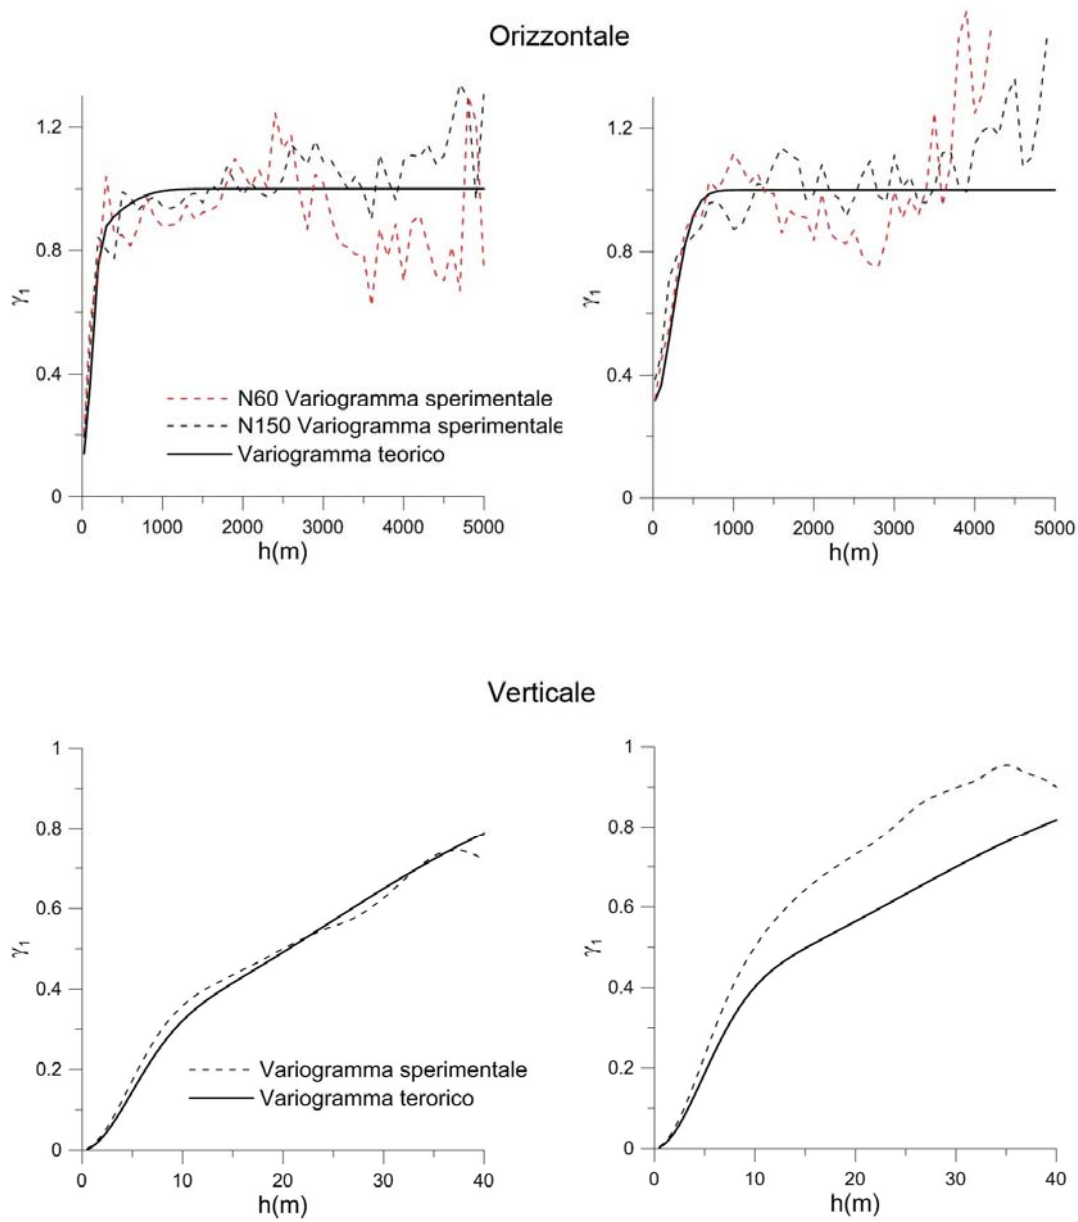 Orizzontale
1.2
0.8
0.4
0
γ1
0 1000 2000 3000 4000 5000
h(m)
N60 Variogramma sperimentale
N150 Variogramma sperimentale
Variogramma teorico
1.2
0.8
0.4
0
γ1
0 1000 2000 3000 4000 5000
h(m)
Verticale
1
0.8
0.6
0.4
0.2
0
γ1
0 10 20 30 40
h(m)
Variogramma sperimentale
Variogramma terorico
1
0.8
0.6
0.4
0.2
0
γ1
0 10 20 30 40
h(m)